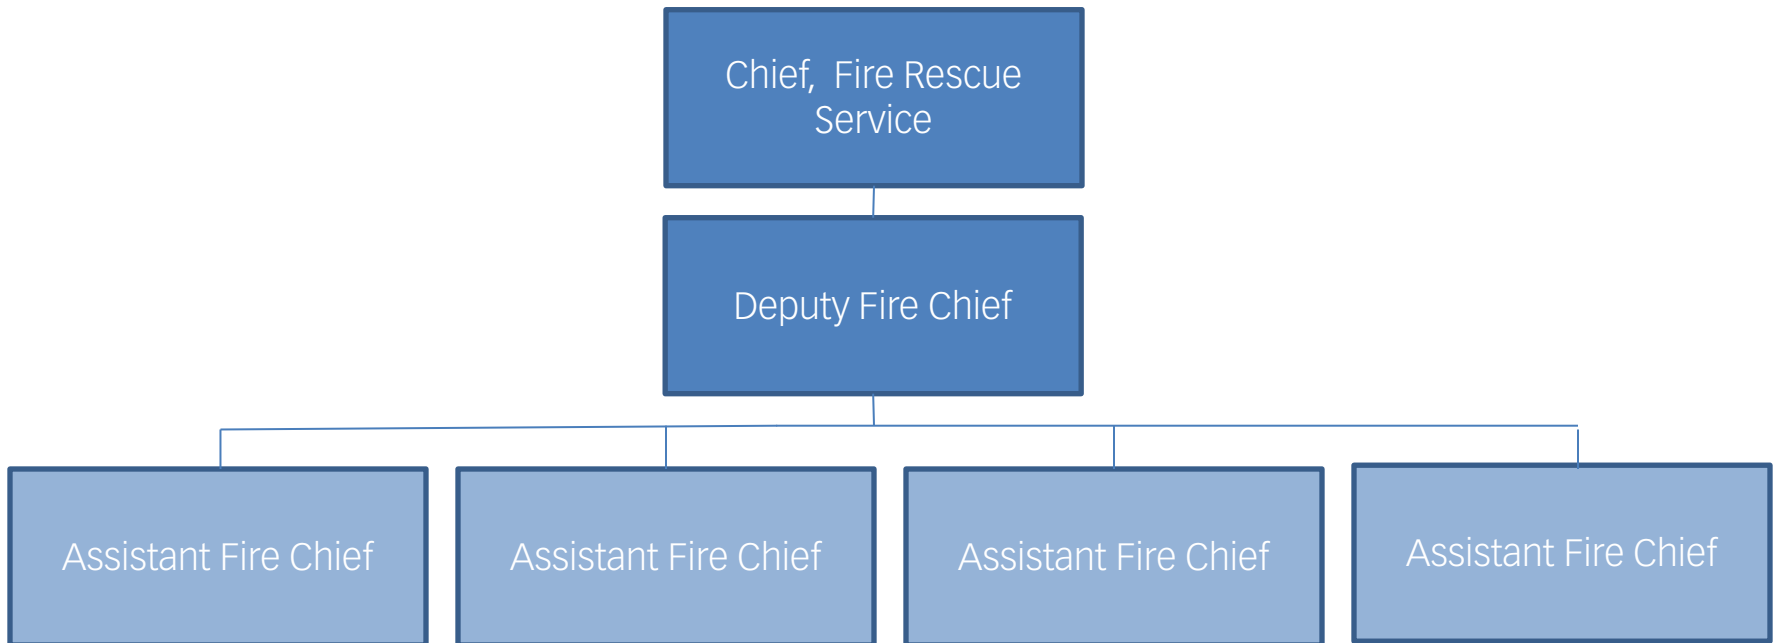 Chief,  Fire Rescue
Service
Deputy Fire Chief
Assistant Fire Chief
Assistant Fire Chief
Assistant Fire Chief
Assistant Fire Chief